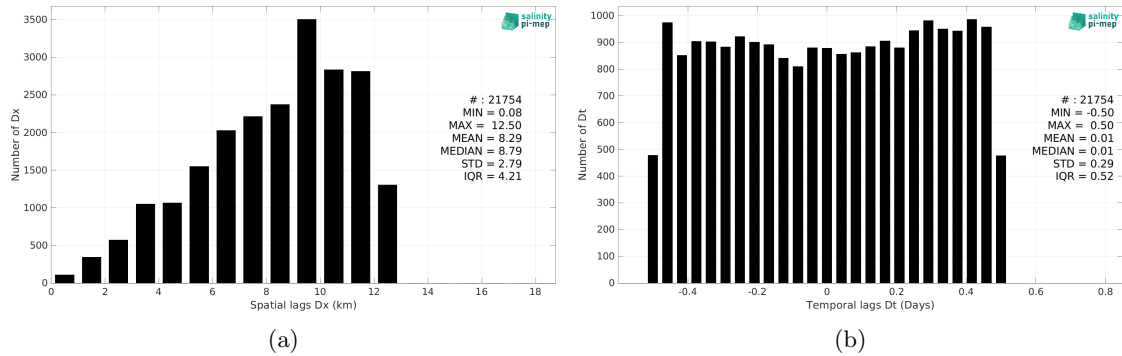 3500
3000
2500
2000
1500
1000
500
0
Number of Dx
0 2 4 6 8 10 12 14 16 18
Spatial lags Dx (km)
salinity
pi-mep
# : 21754
MIN = 0.08
MAX = 12.50
MEAN = 8.29
MEDIAN = 8.79
STD = 2.79
IQR = 4.21
(a)
1000
900
800
700
600
500
400
300
200
100
0
Number of Dt
-0.4 -0.2 0 0.2 0.4 0.6 0.8
Temporal lags Dt (Days)
salinity
pi-mep
# : 21754
MIN = -0.50
MAX = 0.50
MEAN = 0.01
MEDIAN = 0.01
STD = 0.29
IQR = 0.52
(b)